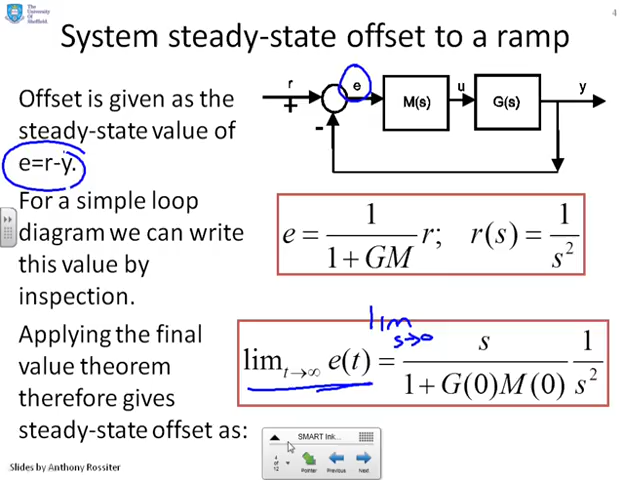 The University Of Sheffield
4
System steady-state offset to a ramp
Offset is given as the
steady-state value of
e=r-y.
For a simple loop
diagram we can write
this value by
inspection.
Applying the final
value theorem
therefore gives
steady-state offset as:
r + - e M(s) u G(s) y
e = 1 / (1 + GM) r; r(s) = 1 / s²
lim s→0
lim t→∞ e(t) = s / (1 + G(0)M(0)) 1 / s²
SMART Ink...
4 of 12
Pointer Previous Next
Slides by Anthony Rossiter